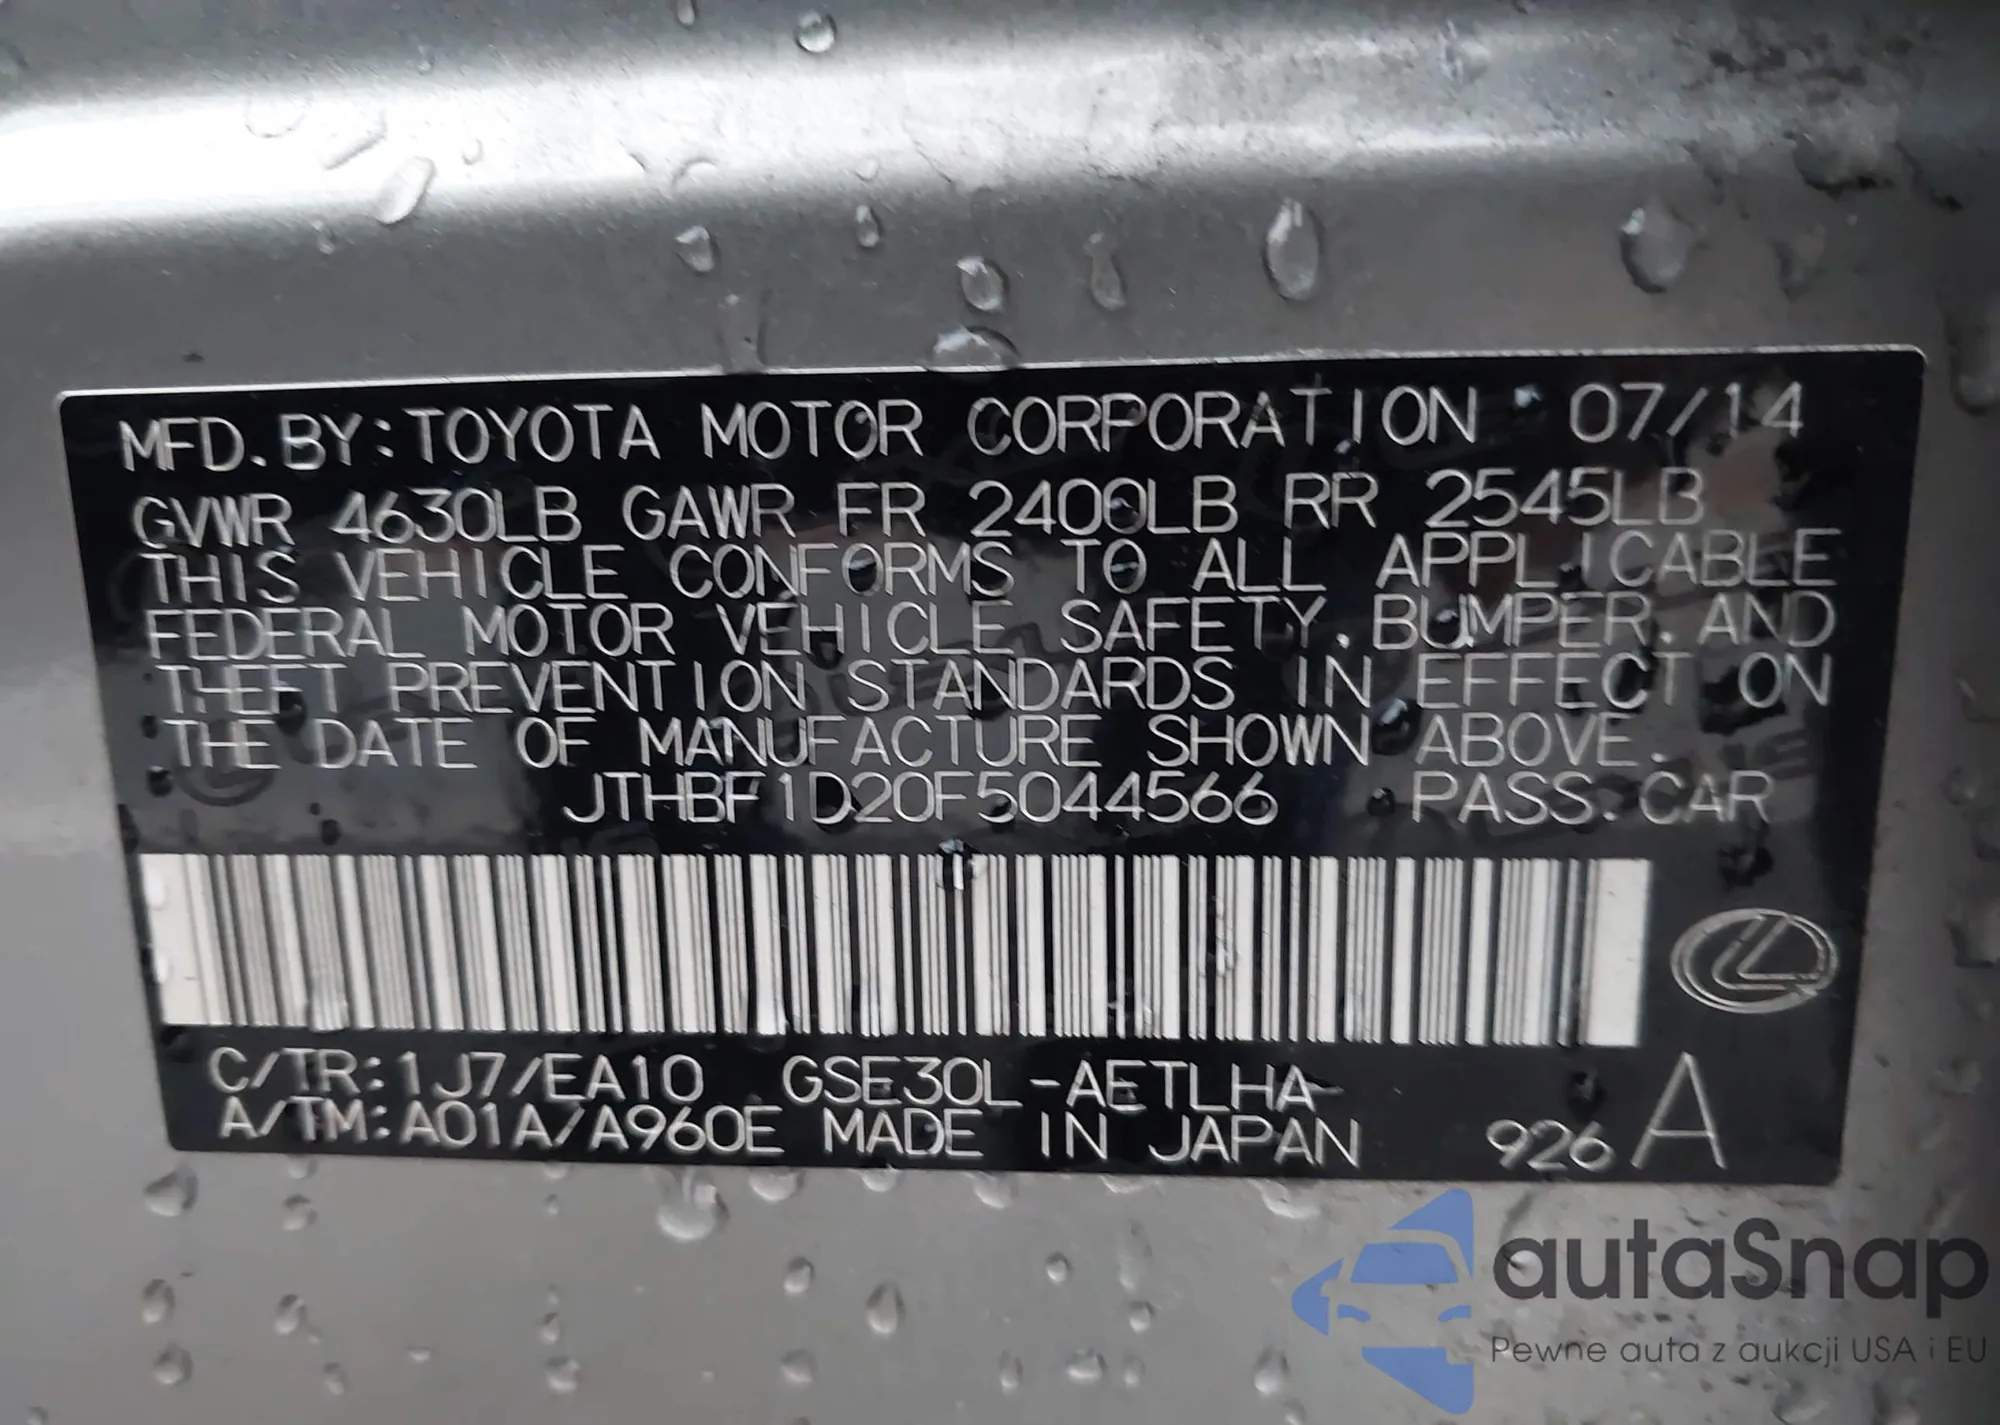 MFD. BY: TOYOTA MOTOR CORPORATION 07/14
GVWR 4630LB GAWR FR 2400LB RR 2545LB
THIS VEHICLE CONFORMS TO ALL APPLICABLE
FEDERAL MOTOR VEHICLE SAFETY, BUMPER, AND
THEFT PREVENTION STANDARDS IN EFFECT ON
THE DATE OF MANUFACTURE SHOWN ABOVE.
JTHBF1D20F5044566 PASS. CAR
C/TR: 1J7/EA10 GSE30L-AETLHA
A/TM: A01A/A960E MADE IN JAPAN 926 A
autaSnap
Pewne auta z aukcji USA i EU